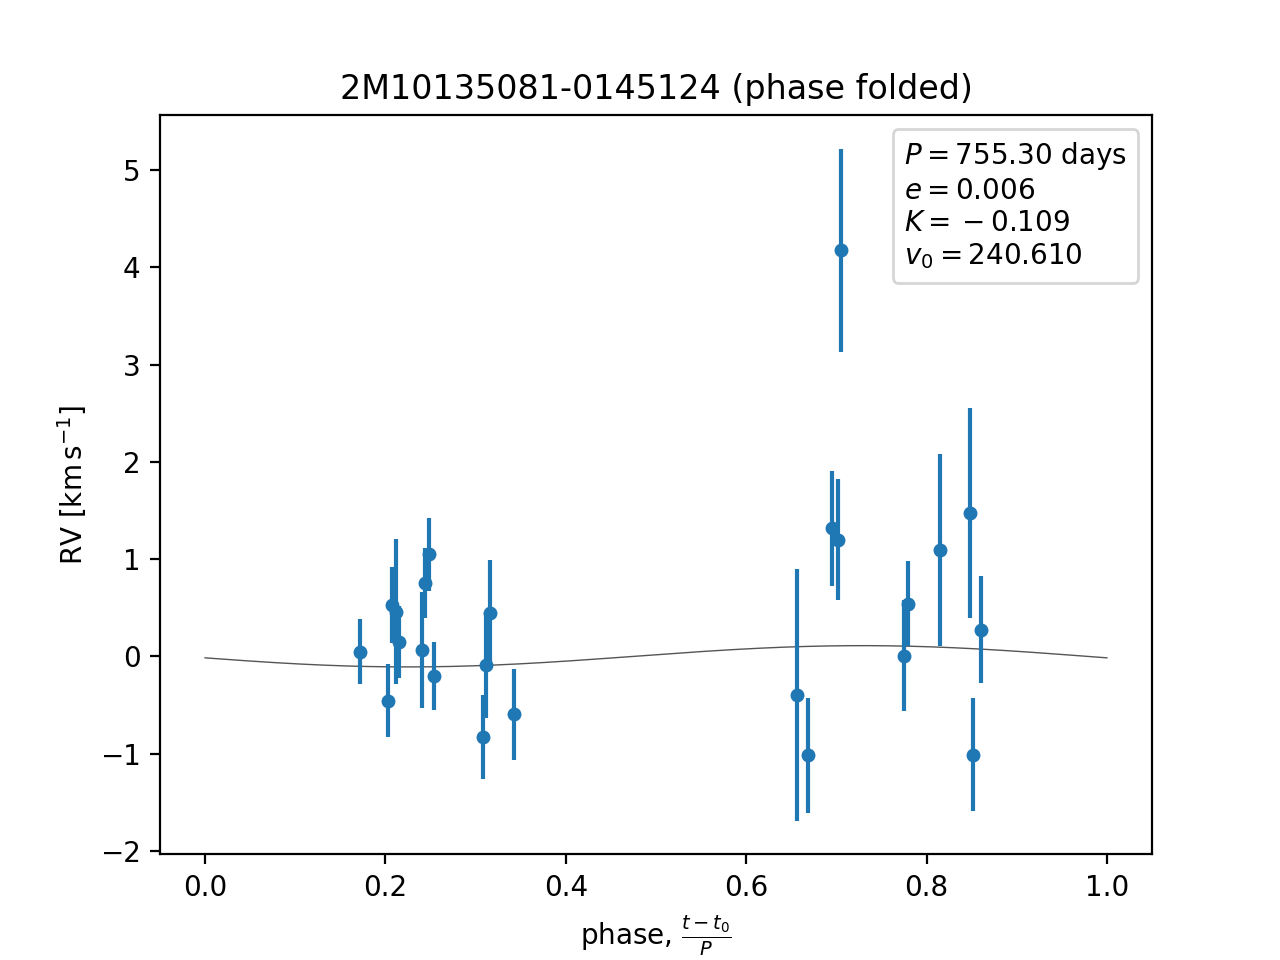 2M10135081-0145124 (phase folded)
P = 755.30 days
e = 0.006
K = −0.109
v₀ = 240.610
RV [km s⁻¹]
5
4
3
2
1
0
−1
−2
0.0 0.2 0.4 0.6 0.8 1.0
phase, (t − t₀)/P